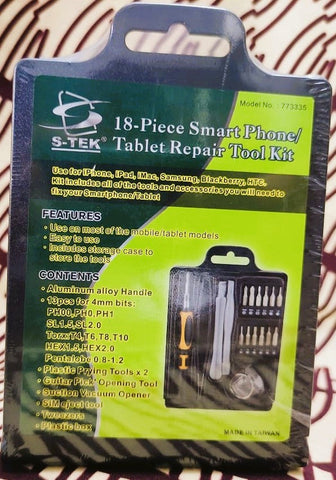 Model No. : 773335
S-TEK®
18-Piece Smart Phone/
Tablet Repair Tool Kit
Use for iPhone, iPad, iMac, Samsung, Blackberry, HTC.
Kit includes all of the tools and accessories you will need to
fix your Smartphone/Tablet
FEATURES
- Use on most of the mobile/tablet models
- Easy to use
- Includes storage case to
store the tools
CONTENTS
- Aluminum alloy Handle
- 13pcs for 4mm bits:
PH00,PH0,PH1
SL1.5,SL2.0
Torx:T4,T6,T8,T10
HEX1.5,HEX2.0
Pentalobe 0.8-1.2
- Plastic Prying Tools x 2
- Guitar Pick' Opening Tool
- Suction Vacuum Opener
- SIM eject tool
- Tweezers
- Plastic box
MADE IN TAIWAN